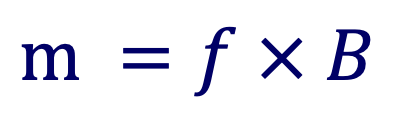 m = f × B